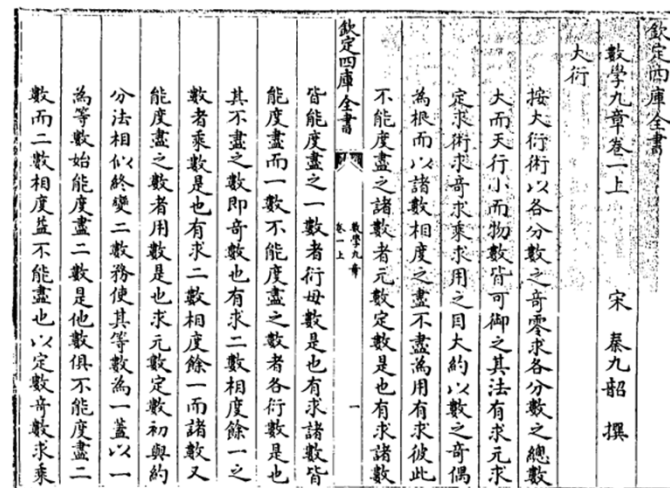 欽定四庫全書
數學九章卷一上
宋 秦九韶 撰
大衍
按大衍術以各分數之奇零求各分數之總數
大而天行小而物數皆可御之其法有求元求
定求衍求奇求乘求用之目大約以數之奇偶
為根而以諸數相度之盡不盡為用有求彼此
不能度盡之諸數者元數定數是也有求諸數
欽定四庫全書
數學九章
卷一上
一
皆能度盡之一數者衍母數是也有求諸數皆
能度盡而一數不能度盡之數者各衍數是也
其不盡之數即奇數也有求二數相度餘一之
數者乘數是也有求二數相度餘一而諸數又
能度盡之數者用數是也求元數定數初與約
分法相似終變二數務使其等數為一蓋以一
為等數始能度盡二數是他數俱不能度盡二
數而二數相度益不能盡也以定數奇數求乘